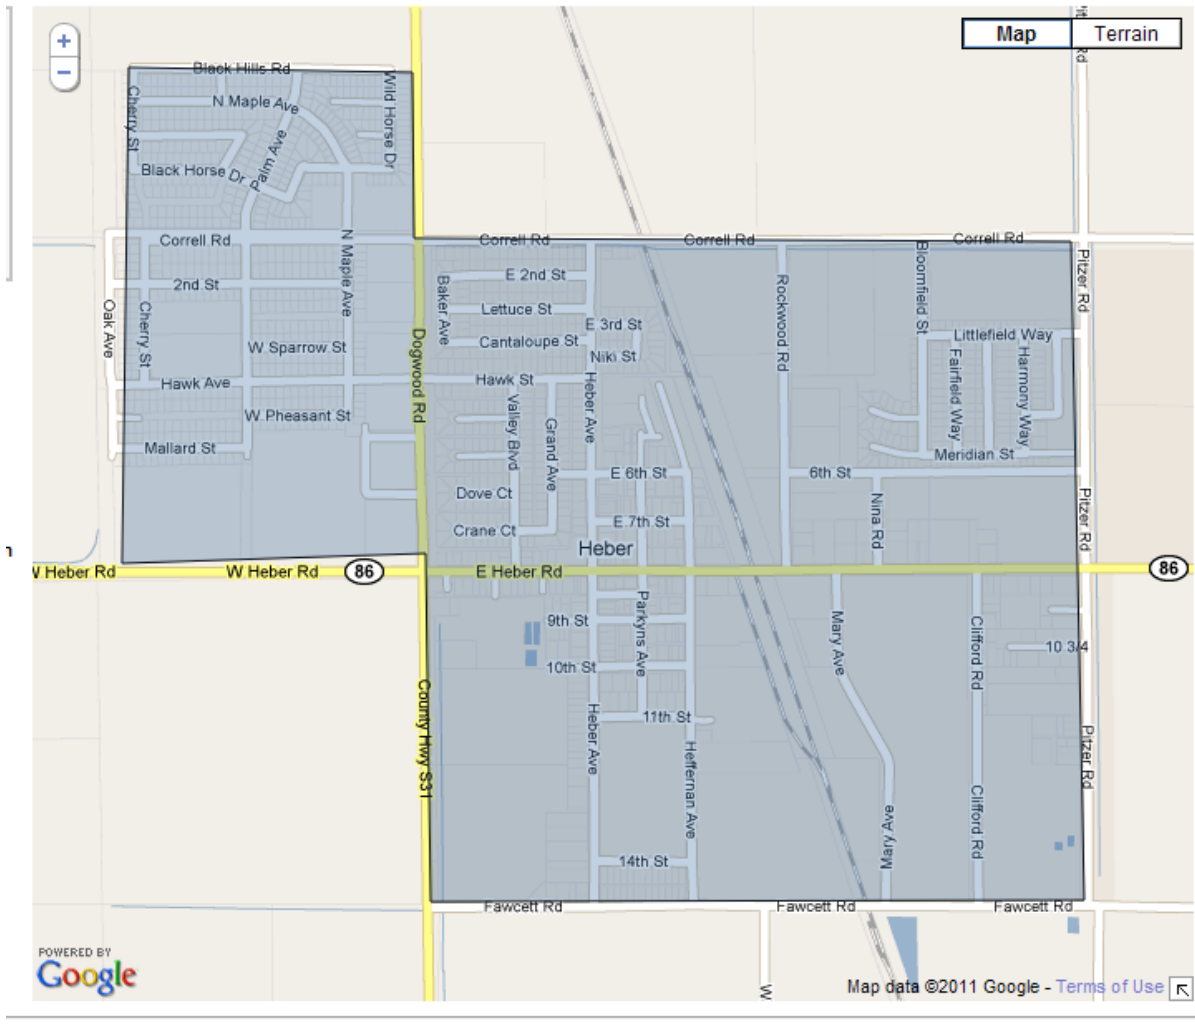 +
−
Map
Terrain
Black Hills Rd
N Maple Ave
Wild Horse Dr
Cherry St
Palm Ave
Black Horse Dr
Rd
Correll Rd
Correll Rd
Correll Rd
Correll Rd
N Maple Ave
2nd St
Baker Ave
E 2nd St
Rockwood Rd
Bloomfield St
Pitzer Rd
Oak Ave
Cherry St
Lettuce St
E 3rd St
Littlefield Way
W Sparrow St
Dogwood Rd
Cantaloupe St
Niki St
Fairfield Way
Harmony Way
Hawk Ave
Hawk St
Heber Ave
W Pheasant St
Valley Blvd
Grand Ave
Mallard St
Meridian St
E 6th St
6th St
Dove Ct
Nina Rd
Pitzer Rd
Crane Ct
E 7th St
Heber
W Heber Rd
W Heber Rd
86
E Heber Rd
86
9th St
Parkyns Ave
Mary Ave
Clifford Rd
10 3/4
10th St
County Hwy S31
Heber Ave
11th St
Heffernan Ave
Pitzer Rd
Mary Ave
Clifford Rd
14th St
Fawcett Rd
Fawcett Rd
Fawcett Rd
POWERED BY
Google
W
Map data ©2011 Google - Terms of Use